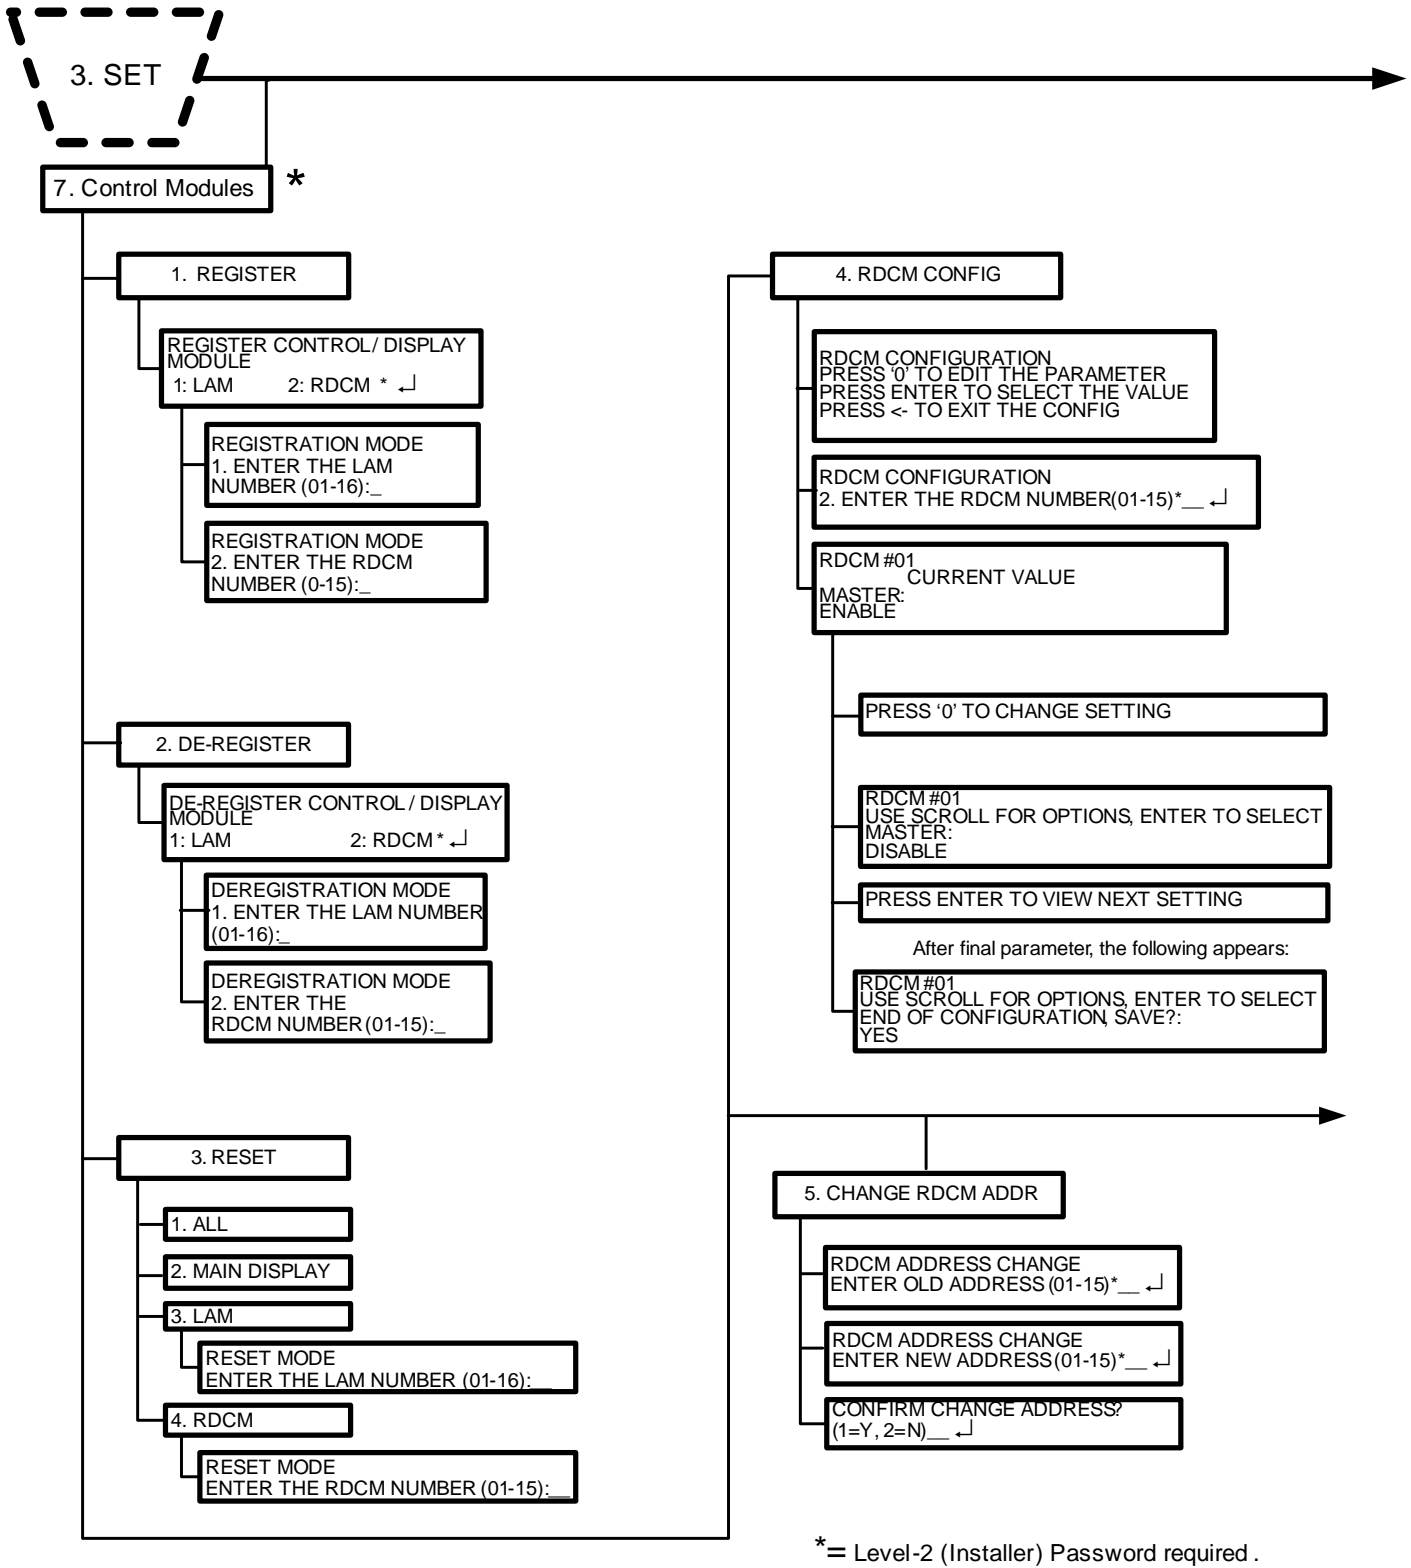 3. SET
7. Control Modules *
1. REGISTER
REGISTER CONTROL / DISPLAY
MODULE
1: LAM 2: RDCM * ↵
REGISTRATION MODE
1. ENTER THE LAM
NUMBER (01-16):_
REGISTRATION MODE
2. ENTER THE RDCM
NUMBER (0-15):_
2. DE-REGISTER
DE-REGISTER CONTROL / DISPLAY
MODULE
1: LAM 2: RDCM * ↵
DEREGISTRATION MODE
1. ENTER THE LAM NUMBER
(01-16):_
DEREGISTRATION MODE
2. ENTER THE
RDCM NUMBER (01-15):_
3. RESET
1. ALL
2. MAIN DISPLAY
3. LAM
RESET MODE
ENTER THE LAM NUMBER (01-16):__
4. RDCM
RESET MODE
ENTER THE RDCM NUMBER (01-15):__
4. RDCM CONFIG
RDCM CONFIGURATION
PRESS ‘0’ TO EDIT THE PARAMETER
PRESS ENTER TO SELECT THE VALUE
PRESS <- TO EXIT THE CONFIG
RDCM CONFIGURATION
2. ENTER THE RDCM NUMBER(01-15)*__ ↵
RDCM #01
CURRENT VALUE
MASTER:
ENABLE
PRESS ‘0’ TO CHANGE SETTING
RDCM #01
USE SCROLL FOR OPTIONS, ENTER TO SELECT
MASTER:
DISABLE
PRESS ENTER TO VIEW NEXT SETTING
After final parameter, the following appears:
RDCM #01
USE SCROLL FOR OPTIONS, ENTER TO SELECT
END OF CONFIGURATION, SAVE?:
YES
5. CHANGE RDCM ADDR
RDCM ADDRESS CHANGE
ENTER OLD ADDRESS (01-15)*__ ↵
RDCM ADDRESS CHANGE
ENTER NEW ADDRESS (01-15)*__ ↵
CONFIRM CHANGE ADDRESS?
(1=Y, 2=N)__ ↵
*= Level-2 (Installer) Password required .